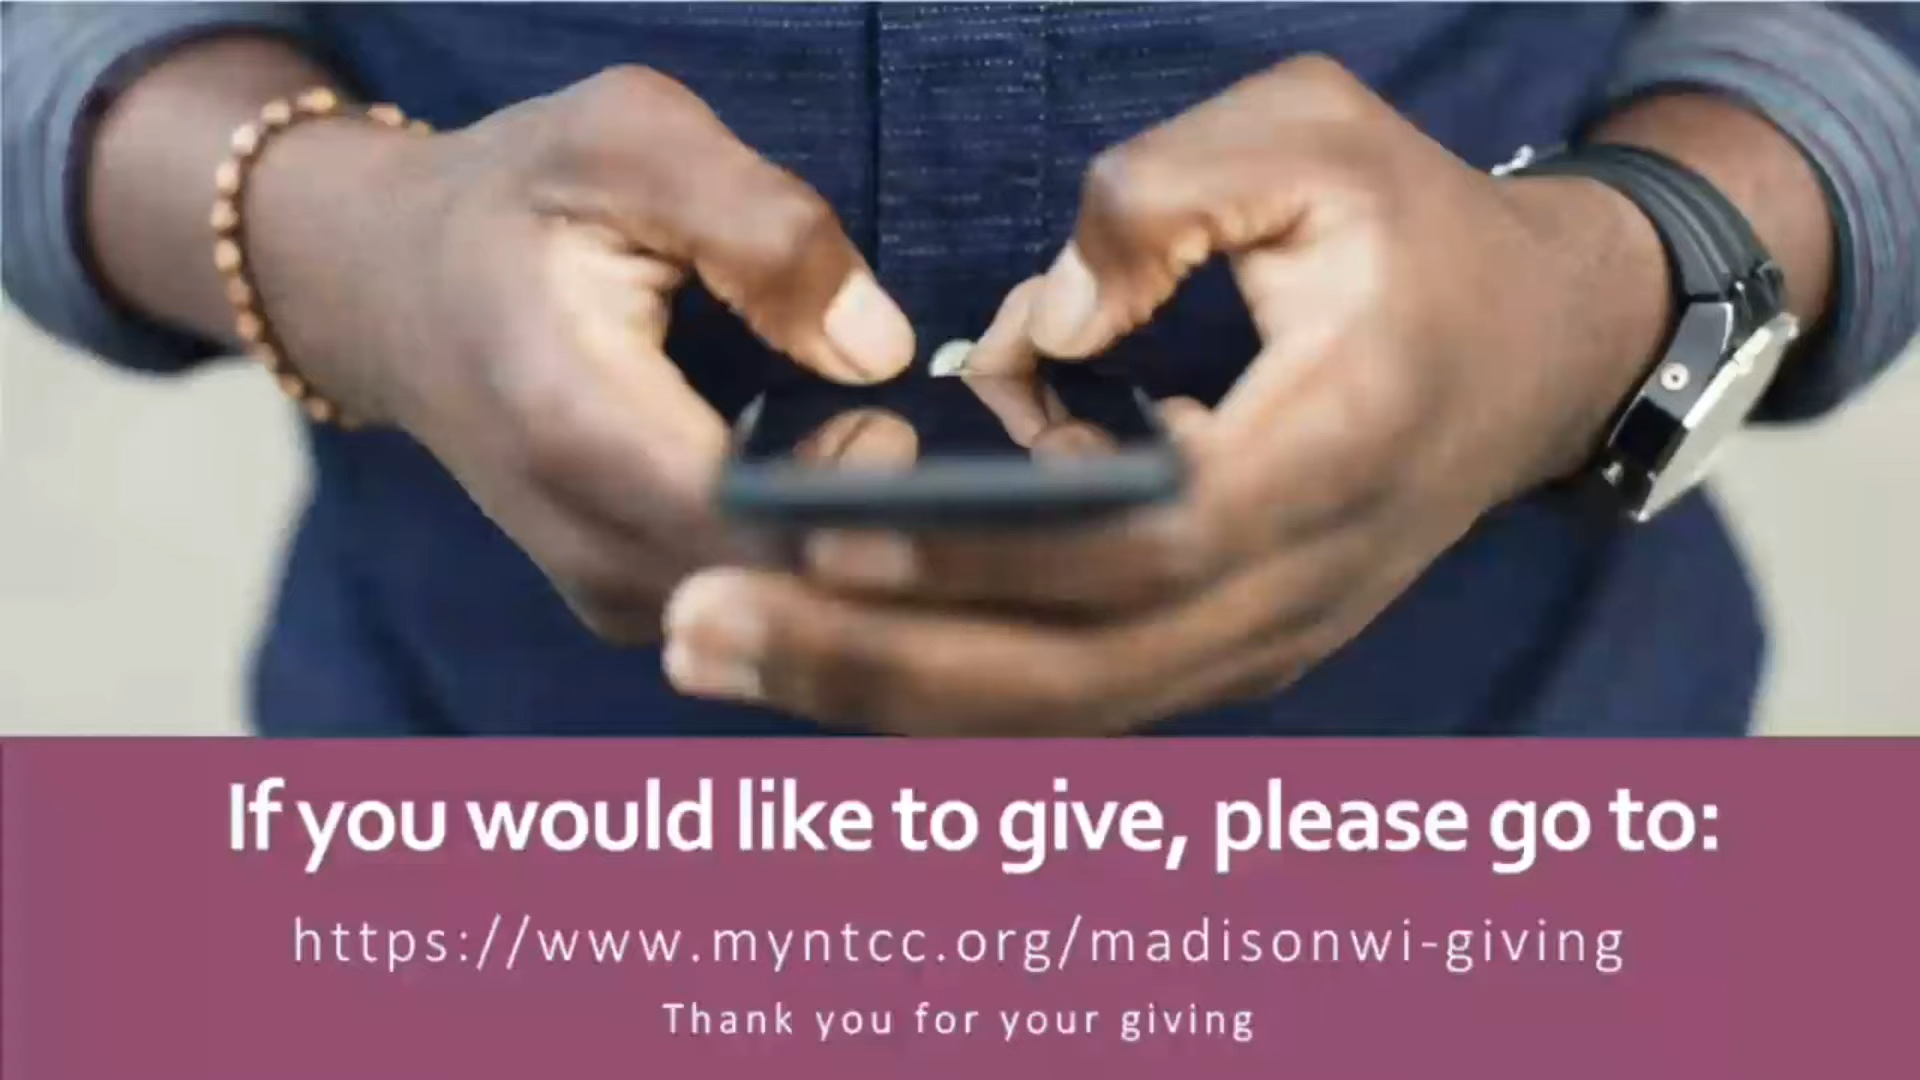 If you would like to give, please go to:
https://www.myntcc.org/madisonwi-giving
Thank you for your giving